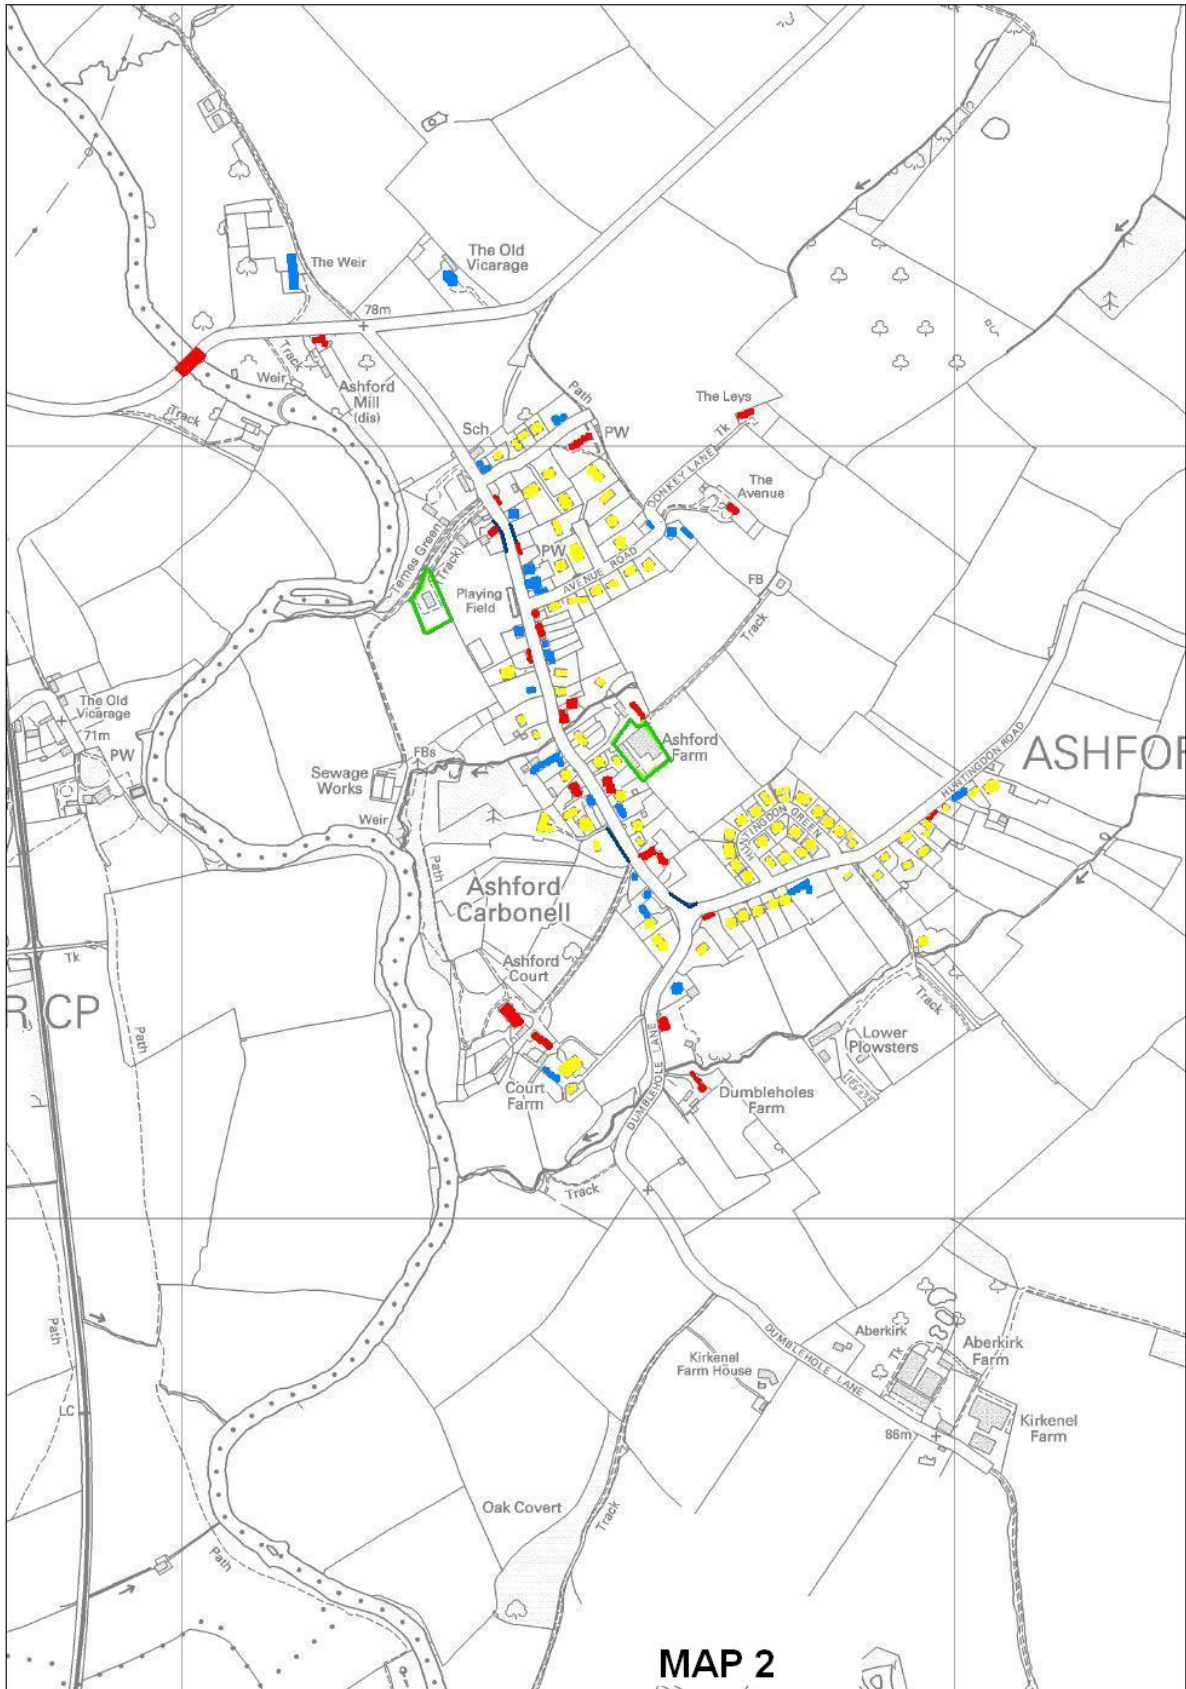 The Weir
The Old
Vicarage
78m
Track
Weir
Ashford
Mill
(dis)
Track
Path
The Leys
Sch
PW
Tk
DONKEY LANE
The
Avenue
Temes Green
(Track)
PW
AVENUE ROAD
FB
Playing
Field
Track
The Old
Vicarage
71m
PW
FBs
Ashford
Farm
HUNTINGDON ROAD
ASHFOR
Sewage
Works
Weir
HUNTINGDON GREEN
Path
Ashford
Carbonell
Tk
Ashford
Court
Track
R CP
Path
Lower
Plowsters
DUMBLEHOLE LANE
Court
Farm
Dumbleholes
Farm
Track
Path
DUMBLEHOLE LANE
Aberkirk
Tk
Aberkirk
Farm
Kirkenel
Farm House
LC
Kirkenel
Farm
86m
Oak Covert
Track
Path
MAP 2